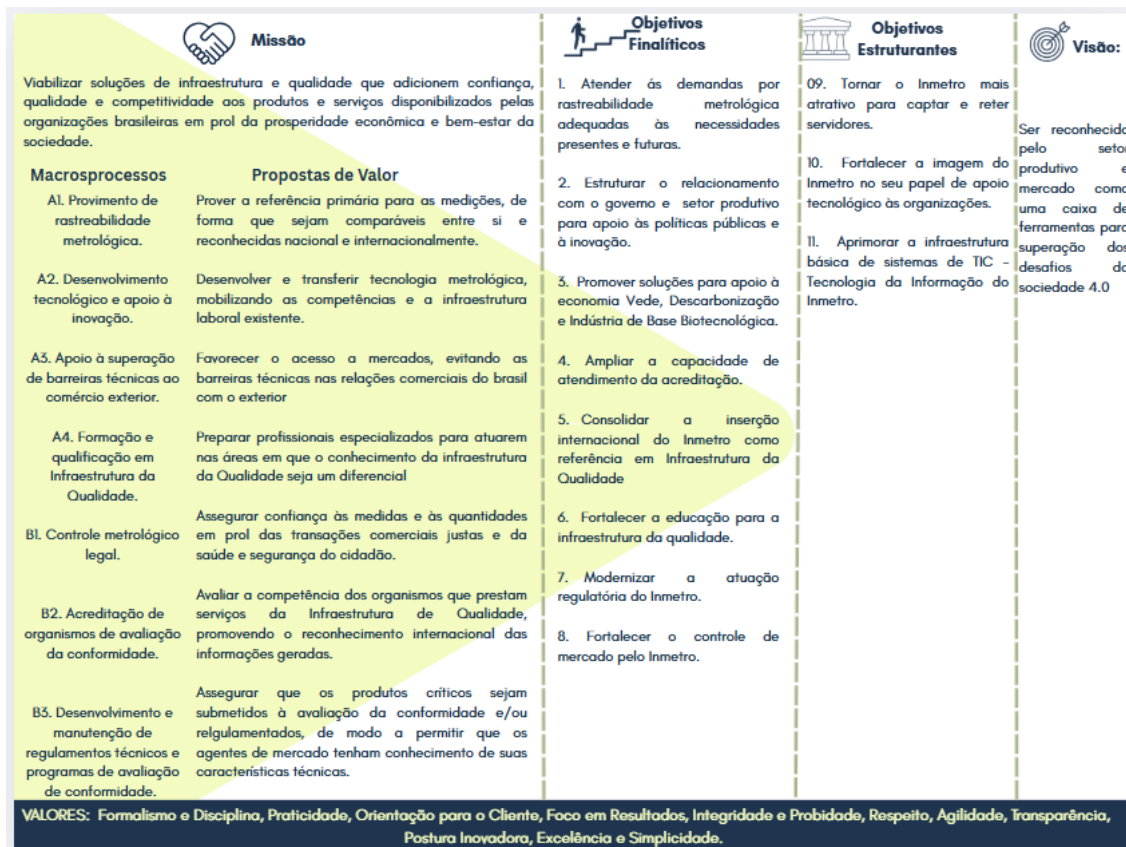 Missão
Viabilizar soluções de infraestrutura e qualidade que adicionem confiança,
qualidade e competitividade aos produtos e serviços disponibilizados pelas
organizações brasileiras em prol da prosperidade econômica e bem-estar da
sociedade.
Macrosprocessos
Propostas de Valor
A1. Provimento de
rastreabilidade
metrológica.
Prover a referência primária para as medições, de
forma que sejam comparáveis entre si e
reconhecidas nacional e internacionalmente.
A2. Desenvolvimento
tecnológico e apoio à
inovação.
Desenvolver e transferir tecnologia metrológica,
mobilizando as competências e a infraestrutura
laboral existente.
A3. Apoio à superação
de barreiras técnicas ao
comércio exterior.
Favorecer o acesso a mercados, evitando as
barreiras técnicas nas relações comerciais do brasil
com o exterior
A4. Formação e
qualificação em
Infraestrutura da
Qualidade.
Preparar profissionais especializados para atuarem
nas áreas em que o conhecimento da infraestrutura
da Qualidade seja um diferencial
B1. Controle metrológico
legal.
Assegurar confiança às medidas e às quantidades
em prol das transações comerciais justas e da
saúde e segurança do cidadão.
B2. Acreditação de
organismos de avaliação
da conformidade.
Avaliar a competência dos organismos que prestam
serviços da Infraestrutura de Qualidade,
promovendo o reconhecimento internacional das
informações geradas.
B3. Desenvolvimento e
manutenção de
regulamentos técnicos e
programas de avaliação
de conformidade.
Assegurar que os produtos críticos sejam
submetidos à avaliação da conformidade e/ou
relgulamentados, de modo a permitir que os
agentes de mercado tenham conhecimento de suas
características técnicas.
Objetivos
Finalíticos
1. Atender ás demandas por
rastreabilidade metrológica
adequadas às necessidades
presentes e futuras.
2. Estruturar o relacionamento
com o governo e setor produtivo
para apoio às políticas públicas e
à inovação.
3. Promover soluções para apoio à
economia Vede, Descarbonização
e Indústria de Base Biotecnológica.
4. Ampliar a capacidade de
atendimento da acreditação.
5. Consolidar a inserção
internacional do Inmetro como
referência em Infraestrutura da
Qualidade
6. Fortalecer a educação para a
infraestrutura da qualidade.
7. Modernizar a atuação
regulatória do Inmetro.
8. Fortalecer o controle de
mercado pelo Inmetro.
Objetivos
Estruturantes
09. Tornar o Inmetro mais
atrativo para captar e reter
servidores.
10. Fortalecer a imagem do
Inmetro no seu papel de apoio
tecnológico às organizações.
11. Aprimorar a infraestrutura
básica de sistemas de TIC -
Tecnologia da Informação do
Inmetro.
Visão:
Ser reconhecido
pelo setor
produtivo e
mercado como
uma caixa de
ferramentas para
superação dos
desafios da
sociedade 4.0
VALORES: Formalismo e Disciplina, Praticidade, Orientação para o Cliente, Foco em Resultados, Integridade e Probidade, Respeito, Agilidade, Transparência,
Postura Inovadora, Excelência e Simplicidade.